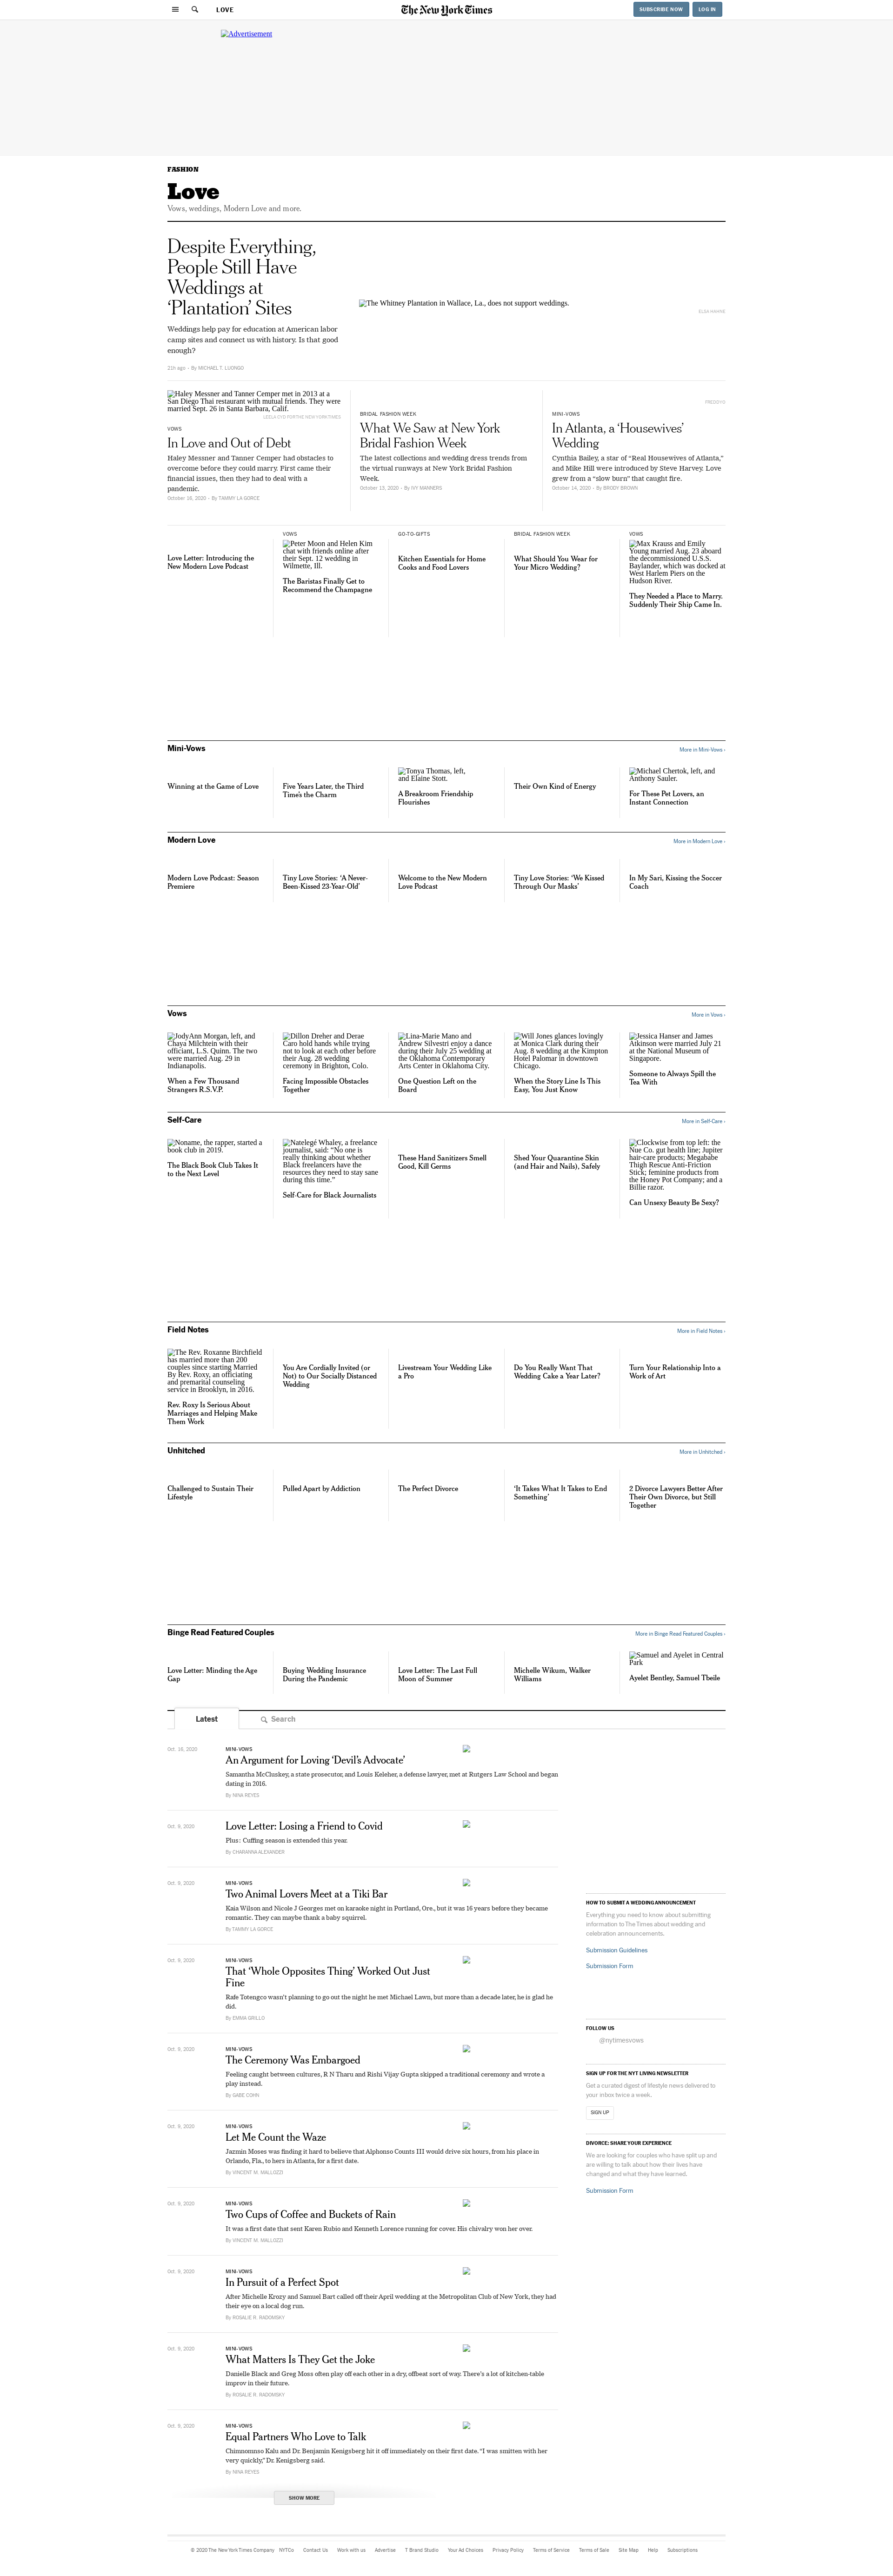 LOVE
The New York Times
SUBSCRIBE NOW
LOG IN
Advertisement
FASHION
Love
Vows, weddings, Modern Love and more.
Despite Everything,
People Still Have
Weddings at
‘Plantation’ Sites
Weddings help pay for education at American labor
camp sites and connect us with history. Is that good
enough?
21h ago - By MICHAEL T. LUONGO
The Whitney Plantation in Wallace, La., does not support weddings.
ELSA HAHNE
Haley Messner and Tanner Cemper met in 2013 at a
San Diego Thai restaurant with mutual friends. They were
married Sept. 26 in Santa Barbara, Calif.
LEELA CYD FOR THE NEW YORK TIMES
VOWS
In Love and Out of Debt
Haley Messner and Tanner Cemper had obstacles to
overcome before they could marry. First came their
financial issues, then they had to deal with a
pandemic.
October 16, 2020 - By TAMMY LA GORCE
BRIDAL FASHION WEEK
What We Saw at New York
Bridal Fashion Week
The latest collections and wedding dress trends from
the virtual runways at New York Bridal Fashion
Week.
October 13, 2020 - By IVY MANNERS
FREDDYO
MINI-VOWS
In Atlanta, a ‘Housewives’
Wedding
Cynthia Bailey, a star of “Real Housewives of Atlanta,”
and Mike Hill were introduced by Steve Harvey. Love
grew from a “slow burn” that caught fire.
October 14, 2020 - By BRODY BROWN
Love Letter: Introducing the
New Modern Love Podcast
VOWS
Peter Moon and Helen Kim
chat with friends online after
their Sept. 12 wedding in
Wilmette, Ill.
The Baristas Finally Get to
Recommend the Champagne
GO-TO-GIFTS
Kitchen Essentials for Home
Cooks and Food Lovers
BRIDAL FASHION WEEK
What Should You Wear for
Your Micro Wedding?
VOWS
Max Krauss and Emily
Young married Aug. 23 aboard
the decommissioned U.S.S.
Baylander, which was docked at
West Harlem Piers on the
Hudson River.
They Needed a Place to Marry.
Suddenly Their Ship Came In.
Mini-Vows
More in Mini-Vows ›
Winning at the Game of Love
Five Years Later, the Third
Time’s the Charm
Tonya Thomas, left,
and Elaine Stott.
A Breakroom Friendship
Flourishes
Their Own Kind of Energy
Michael Chertok, left, and
Anthony Sauler.
For These Pet Lovers, an
Instant Connection
Modern Love
More in Modern Love ›
Modern Love Podcast: Season
Premiere
Tiny Love Stories: ‘A Never-
Been-Kissed 23-Year-Old’
Welcome to the New Modern
Love Podcast
Tiny Love Stories: ‘We Kissed
Through Our Masks’
In My Sari, Kissing the Soccer
Coach
Vows
More in Vows ›
JodyAnn Morgan, left, and
Chaya Milchtein with their
officiant, L.S. Quinn. The two
were married Aug. 29 in
Indianapolis.
When a Few Thousand
Strangers R.S.V.P.
Dillon Dreher and Derae
Caro hold hands while trying
not to look at each other before
their Aug. 28 wedding
ceremony in Brighton, Colo.
Facing Impossible Obstacles
Together
Lina-Marie Mano and
Andrew Silvestri enjoy a dance
during their July 25 wedding at
the Oklahoma Contemporary
Arts Center in Oklahoma City.
One Question Left on the
Board
Will Jones glances lovingly
at Monica Clark during their
Aug. 8 wedding at the Kimpton
Hotel Palomar in downtown
Chicago.
When the Story Line Is This
Easy, You Just Know
Jessica Hanser and James
Atkinson were married July 21
at the National Museum of
Singapore.
Someone to Always Spill the
Tea With
Self-Care
More in Self-Care ›
Noname, the rapper, started a
book club in 2019.
The Black Book Club Takes It
to the Next Level
Natelegé Whaley, a freelance
journalist, said: “No one is
really thinking about whether
Black freelancers have the
resources they need to stay sane
during this time.”
Self-Care for Black Journalists
These Hand Sanitizers Smell
Good, Kill Germs
Shed Your Quarantine Skin
(and Hair and Nails), Safely
Clockwise from top left: the
Nue Co. gut health line; Jupiter
hair-care products; Megababe
Thigh Rescue Anti-Friction
Stick; feminine products from
the Honey Pot Company; and a
Billie razor.
Can Unsexy Beauty Be Sexy?
Field Notes
More in Field Notes ›
The Rev. Roxanne Birchfield
has married more than 200
couples since starting Married
By Rev. Roxy, an officiating
and premarital counseling
service in Brooklyn, in 2016.
Rev. Roxy Is Serious About
Marriages and Helping Make
Them Work
You Are Cordially Invited (or
Not) to Our Socially Distanced
Wedding
Livestream Your Wedding Like
a Pro
Do You Really Want That
Wedding Cake a Year Later?
Turn Your Relationship Into a
Work of Art
Unhitched
More in Unhitched ›
Challenged to Sustain Their
Lifestyle
Pulled Apart by Addiction
The Perfect Divorce
‘It Takes What It Takes to End
Something’
2 Divorce Lawyers Better After
Their Own Divorce, but Still
Together
Binge Read Featured Couples
More in Binge Read Featured Couples ›
Love Letter: Minding the Age
Gap
Buying Wedding Insurance
During the Pandemic
Love Letter: The Last Full
Moon of Summer
Michelle Wikum, Walker
Williams
Samuel and Ayelet in Central
Park
Ayelet Bentley, Samuel Tbeile
Latest
Search
Oct. 16, 2020
MINI-VOWS
An Argument for Loving ‘Devil’s Advocate’
Samantha McCluskey, a state prosecutor, and Louis Keleher, a defense lawyer, met at Rutgers Law School and began
dating in 2016.
By NINA REYES
Oct. 9, 2020
Love Letter: Losing a Friend to Covid
Plus: Cuffing season is extended this year.
By CHARANNA ALEXANDER
Oct. 9, 2020
MINI-VOWS
Two Animal Lovers Meet at a Tiki Bar
Kaia Wilson and Nicole J Georges met on karaoke night in Portland, Ore., but it was 16 years before they became
romantic. They can maybe thank a baby squirrel.
By TAMMY LA GORCE
Oct. 9, 2020
MINI-VOWS
That ‘Whole Opposites Thing’ Worked Out Just
Fine
Rafe Totengco wasn’t planning to go out the night he met Michael Lawn, but more than a decade later, he is glad he
did.
By EMMA GRILLO
Oct. 9, 2020
MINI-VOWS
The Ceremony Was Embargoed
Feeling caught between cultures, R N Tharu and Rishi Vijay Gupta skipped a traditional ceremony and wrote a
play instead.
By GABE COHN
Oct. 9, 2020
MINI-VOWS
Let Me Count the Waze
Jazmin Moses was finding it hard to believe that Alphonso Counts III would drive six hours, from his place in
Orlando, Fla., to hers in Atlanta, for a first date.
By VINCENT M. MALLOZZI
Oct. 9, 2020
MINI-VOWS
Two Cups of Coffee and Buckets of Rain
It was a first date that sent Karen Rubio and Kenneth Lorence running for cover. His chivalry won her over.
By VINCENT M. MALLOZZI
Oct. 9, 2020
MINI-VOWS
In Pursuit of a Perfect Spot
After Michelle Krozy and Samuel Bart called off their April wedding at the Metropolitan Club of New York, they had
their eye on a local dog run.
By ROSALIE R. RADOMSKY
Oct. 9, 2020
MINI-VOWS
What Matters Is They Get the Joke
Danielle Black and Greg Moss often play off each other in a dry, offbeat sort of way. There’s a lot of kitchen-table
improv in their future.
By ROSALIE R. RADOMSKY
Oct. 9, 2020
MINI-VOWS
Equal Partners Who Love to Talk
Chimnomnso Kalu and Dr. Benjamin Kenigsberg hit it off immediately on their first date. “I was smitten with her
very quickly,” Dr. Kenigsberg said.
By NINA REYES
SHOW MORE
HOW TO SUBMIT A WEDDING ANNOUNCEMENT
Everything you need to know about submitting
information to The Times about wedding and
celebration announcements.
Submission Guidelines
Submission Form
FOLLOW US
@nytimesvows
SIGN UP FOR THE NYT LIVING NEWSLETTER
Get a curated digest of lifestyle news delivered to
your inbox twice a week.
SIGN UP
DIVORCE: SHARE YOUR EXPERIENCE
We are looking for couples who have split up and
are willing to talk about how their lives have
changed and what they have learned.
Submission Form
© 2020 The New York Times Company NYTCo Contact Us Work with us Advertise T Brand Studio Your Ad Choices Privacy Policy Terms of Service Terms of Sale Site Map Help Subscriptions